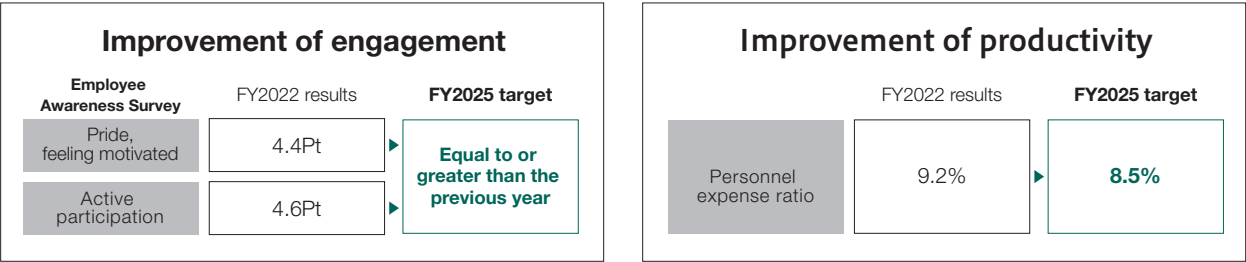 Improvement of engagement
Employee
Awareness Survey
FY2022 results
FY2025 target
Pride,
feeling motivated
4.4Pt
Active
participation
4.6Pt
Equal to or
greater than the
previous year
Improvement of productivity
FY2022 results
FY2025 target
Personnel
expense ratio
9.2%
8.5%